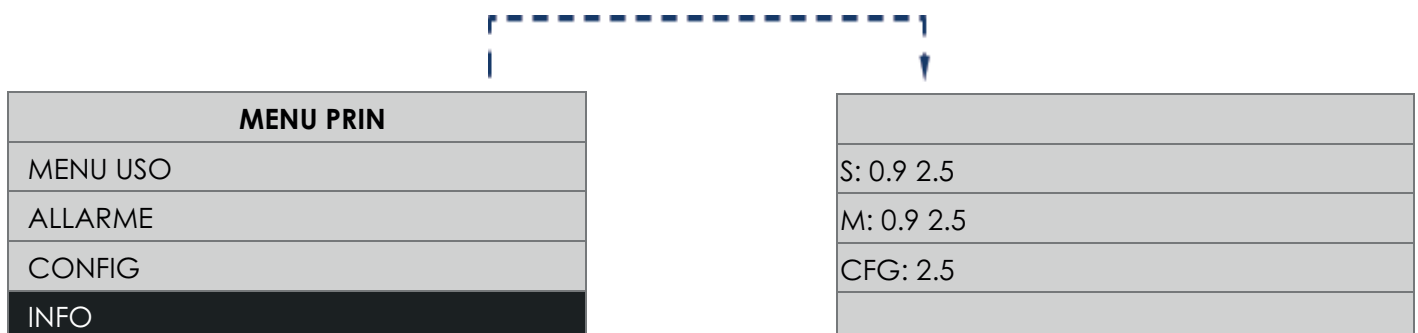 MENU PRIN
MENU USO
ALLARME
CONFIG
INFO
S: 0.9 2.5
M: 0.9 2.5
CFG: 2.5